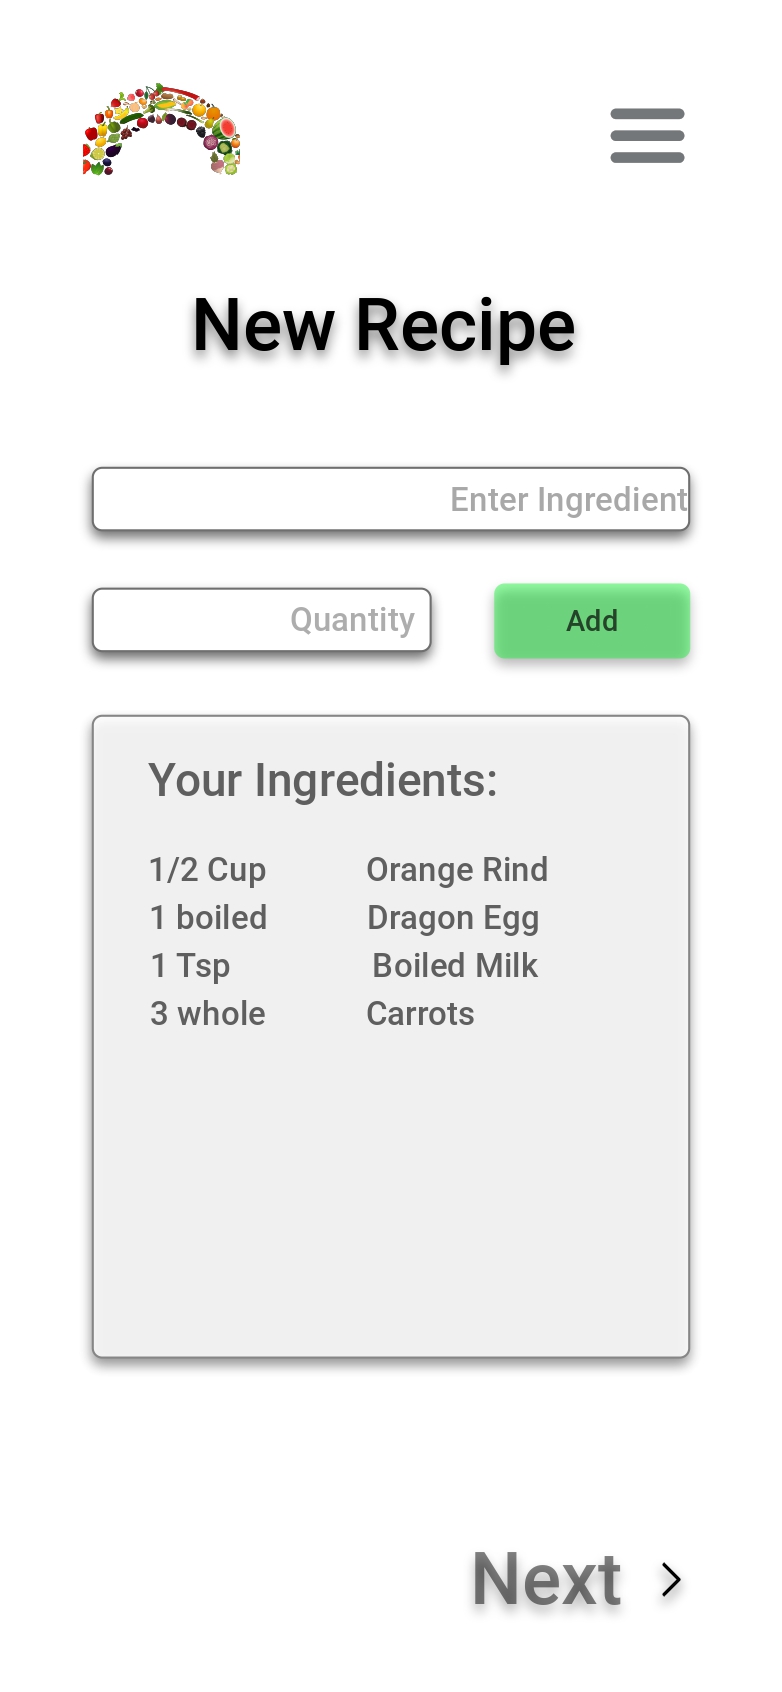 New Recipe
Enter Ingredient
Quantity
Add
Your Ingredients:
1/2 Cup Orange Rind
1 boiled Dragon Egg
1 Tsp Boiled Milk
3 whole Carrots
Next